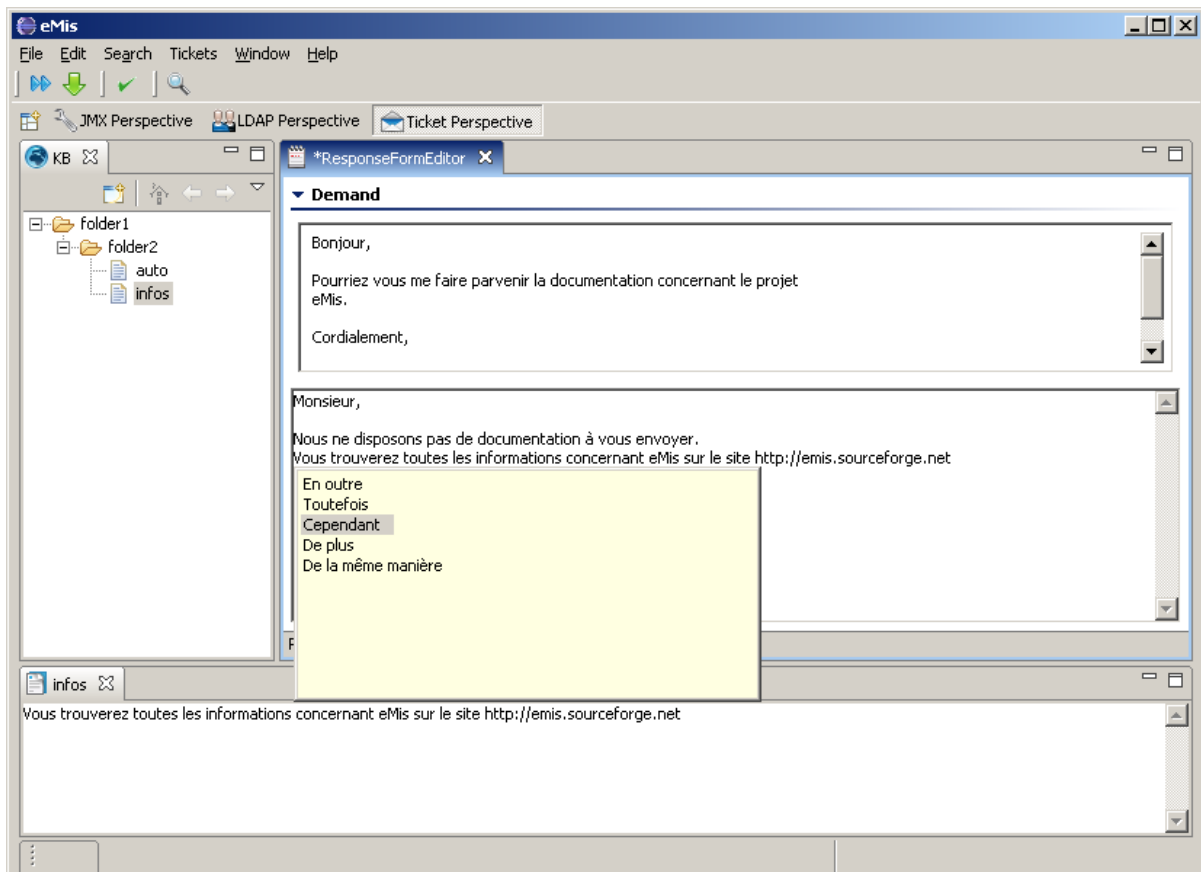 eMis
File Edit Search Tickets Window Help
JMX Perspective LDAP Perspective Ticket Perspective
KB
folder1
folder2
auto
infos
*ResponseFormEditor
Demand
Bonjour,
Pourriez vous me faire parvenir la documentation concernant le projet
eMis.
Cordialement,
Monsieur,
Nous ne disposons pas de documentation à vous envoyer.
Vous trouverez toutes les informations concernant eMis sur le site http://emis.sourceforge.net
En outre
Toutefois
Cependant
De plus
De la même manière
infos
Vous trouverez toutes les informations concernant eMis sur le site http://emis.sourceforge.net